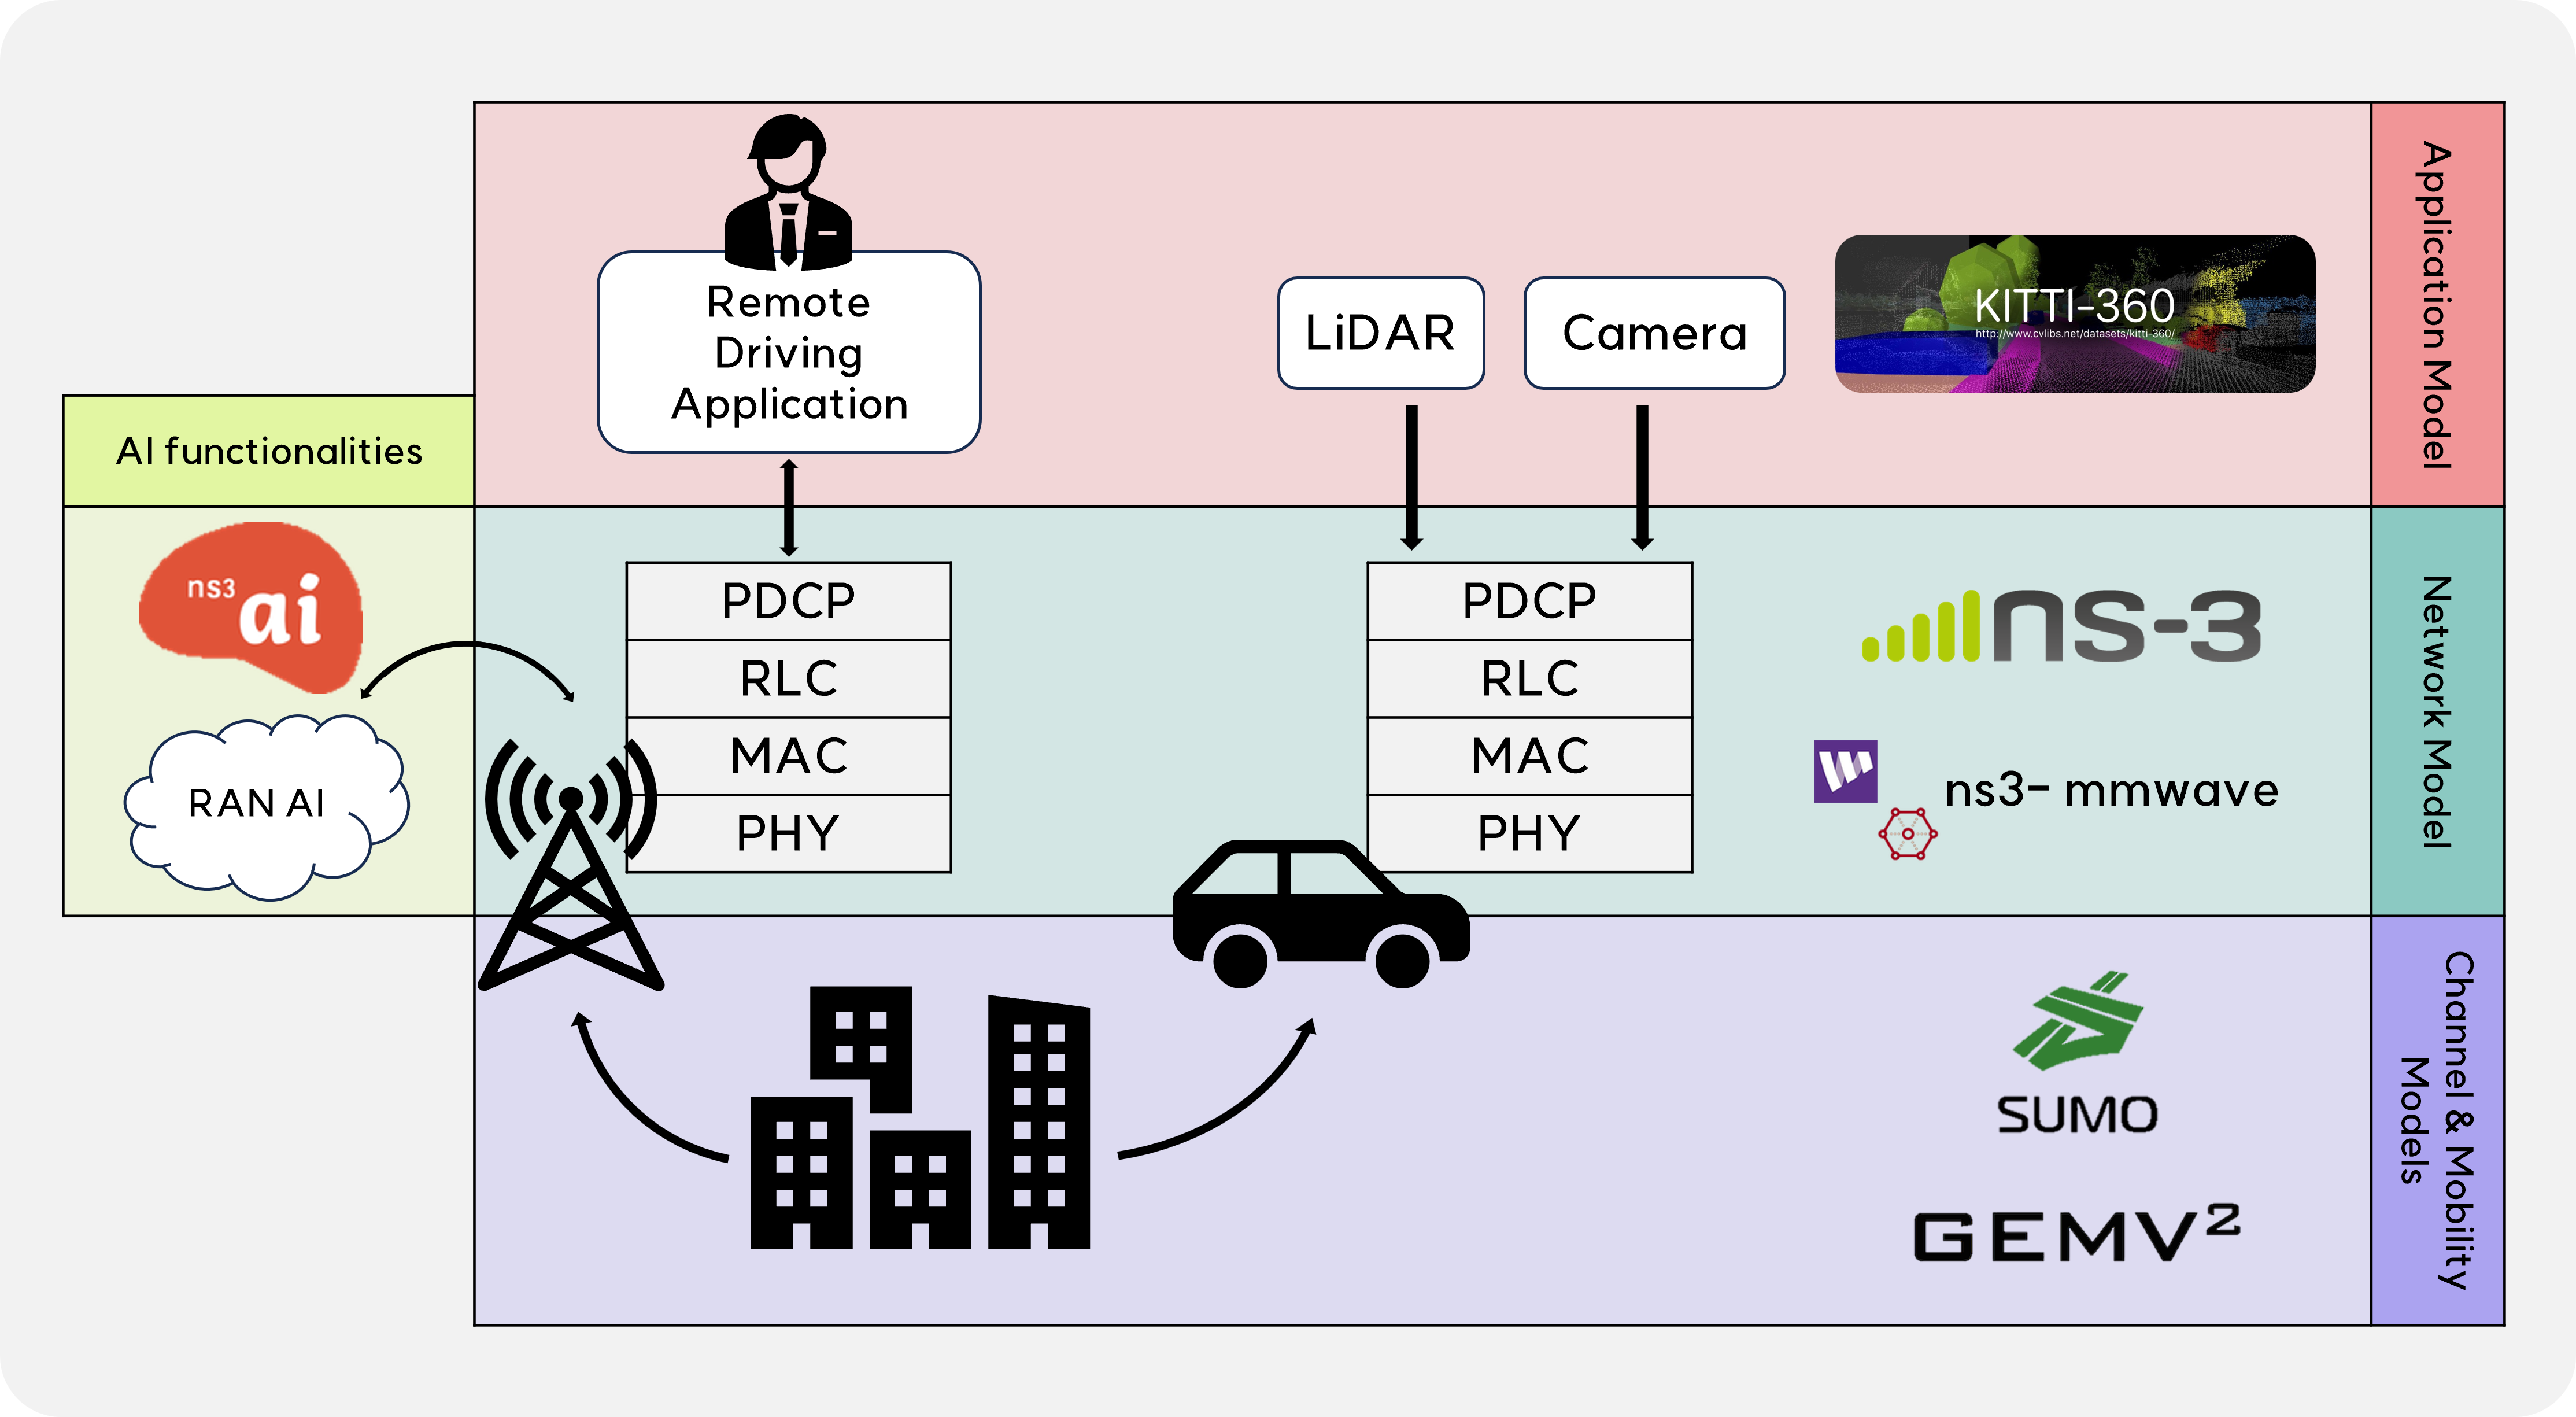 Remote
Driving
Application
LiDAR
Camera
KITTI-360
http://www.cvlibs.net/datasets/kitti-360/
Application Model
AI functionalities
ns3
ai
RAN AI
PDCP
RLC
MAC
PHY
PDCP
RLC
MAC
PHY
ns-3
ns3- mmwave
Network Model
SUMO
GEMV²
Channel & Mobility
Models